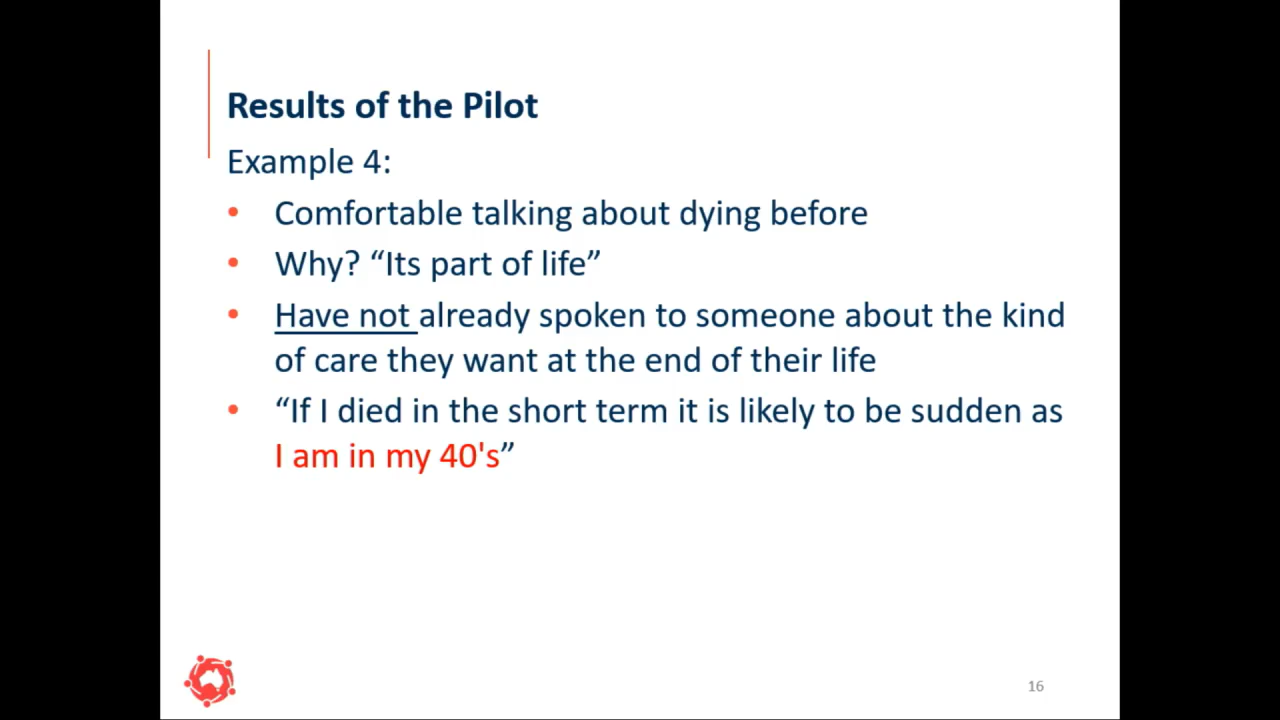 Results of the Pilot
Example 4:
• Comfortable talking about dying before
• Why? “Its part of life”
• Have not already spoken to someone about the kind
of care they want at the end of their life
• “If I died in the short term it is likely to be sudden as
I am in my 40's”
16